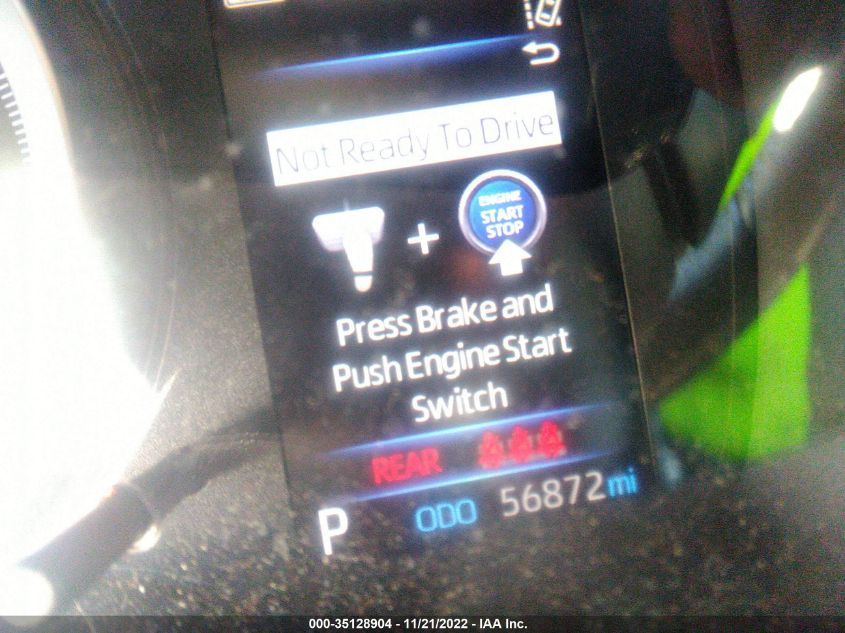 Not Ready To Drive
ENGINE
START
STOP
+
Press Brake and
Push Engine Start
Switch
REAR
P ODO 56872 mi
000-35128904 - 11/21/2022 - IAA Inc.